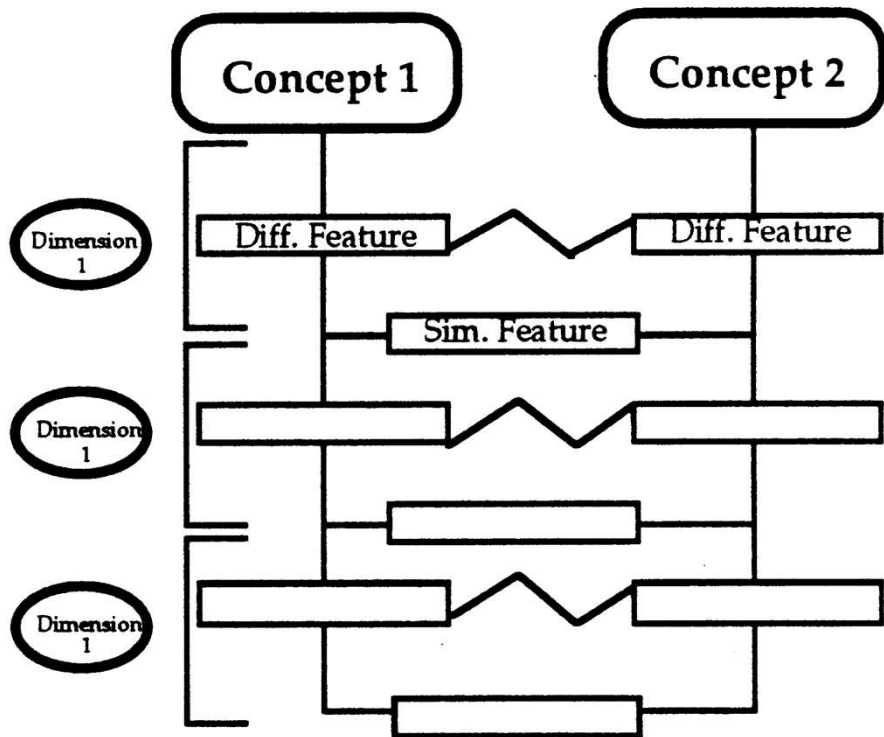 Concept 1
Concept 2
Dimension
1
Diff. Feature
Diff. Feature
Sim. Feature
Dimension
1
Dimension
1